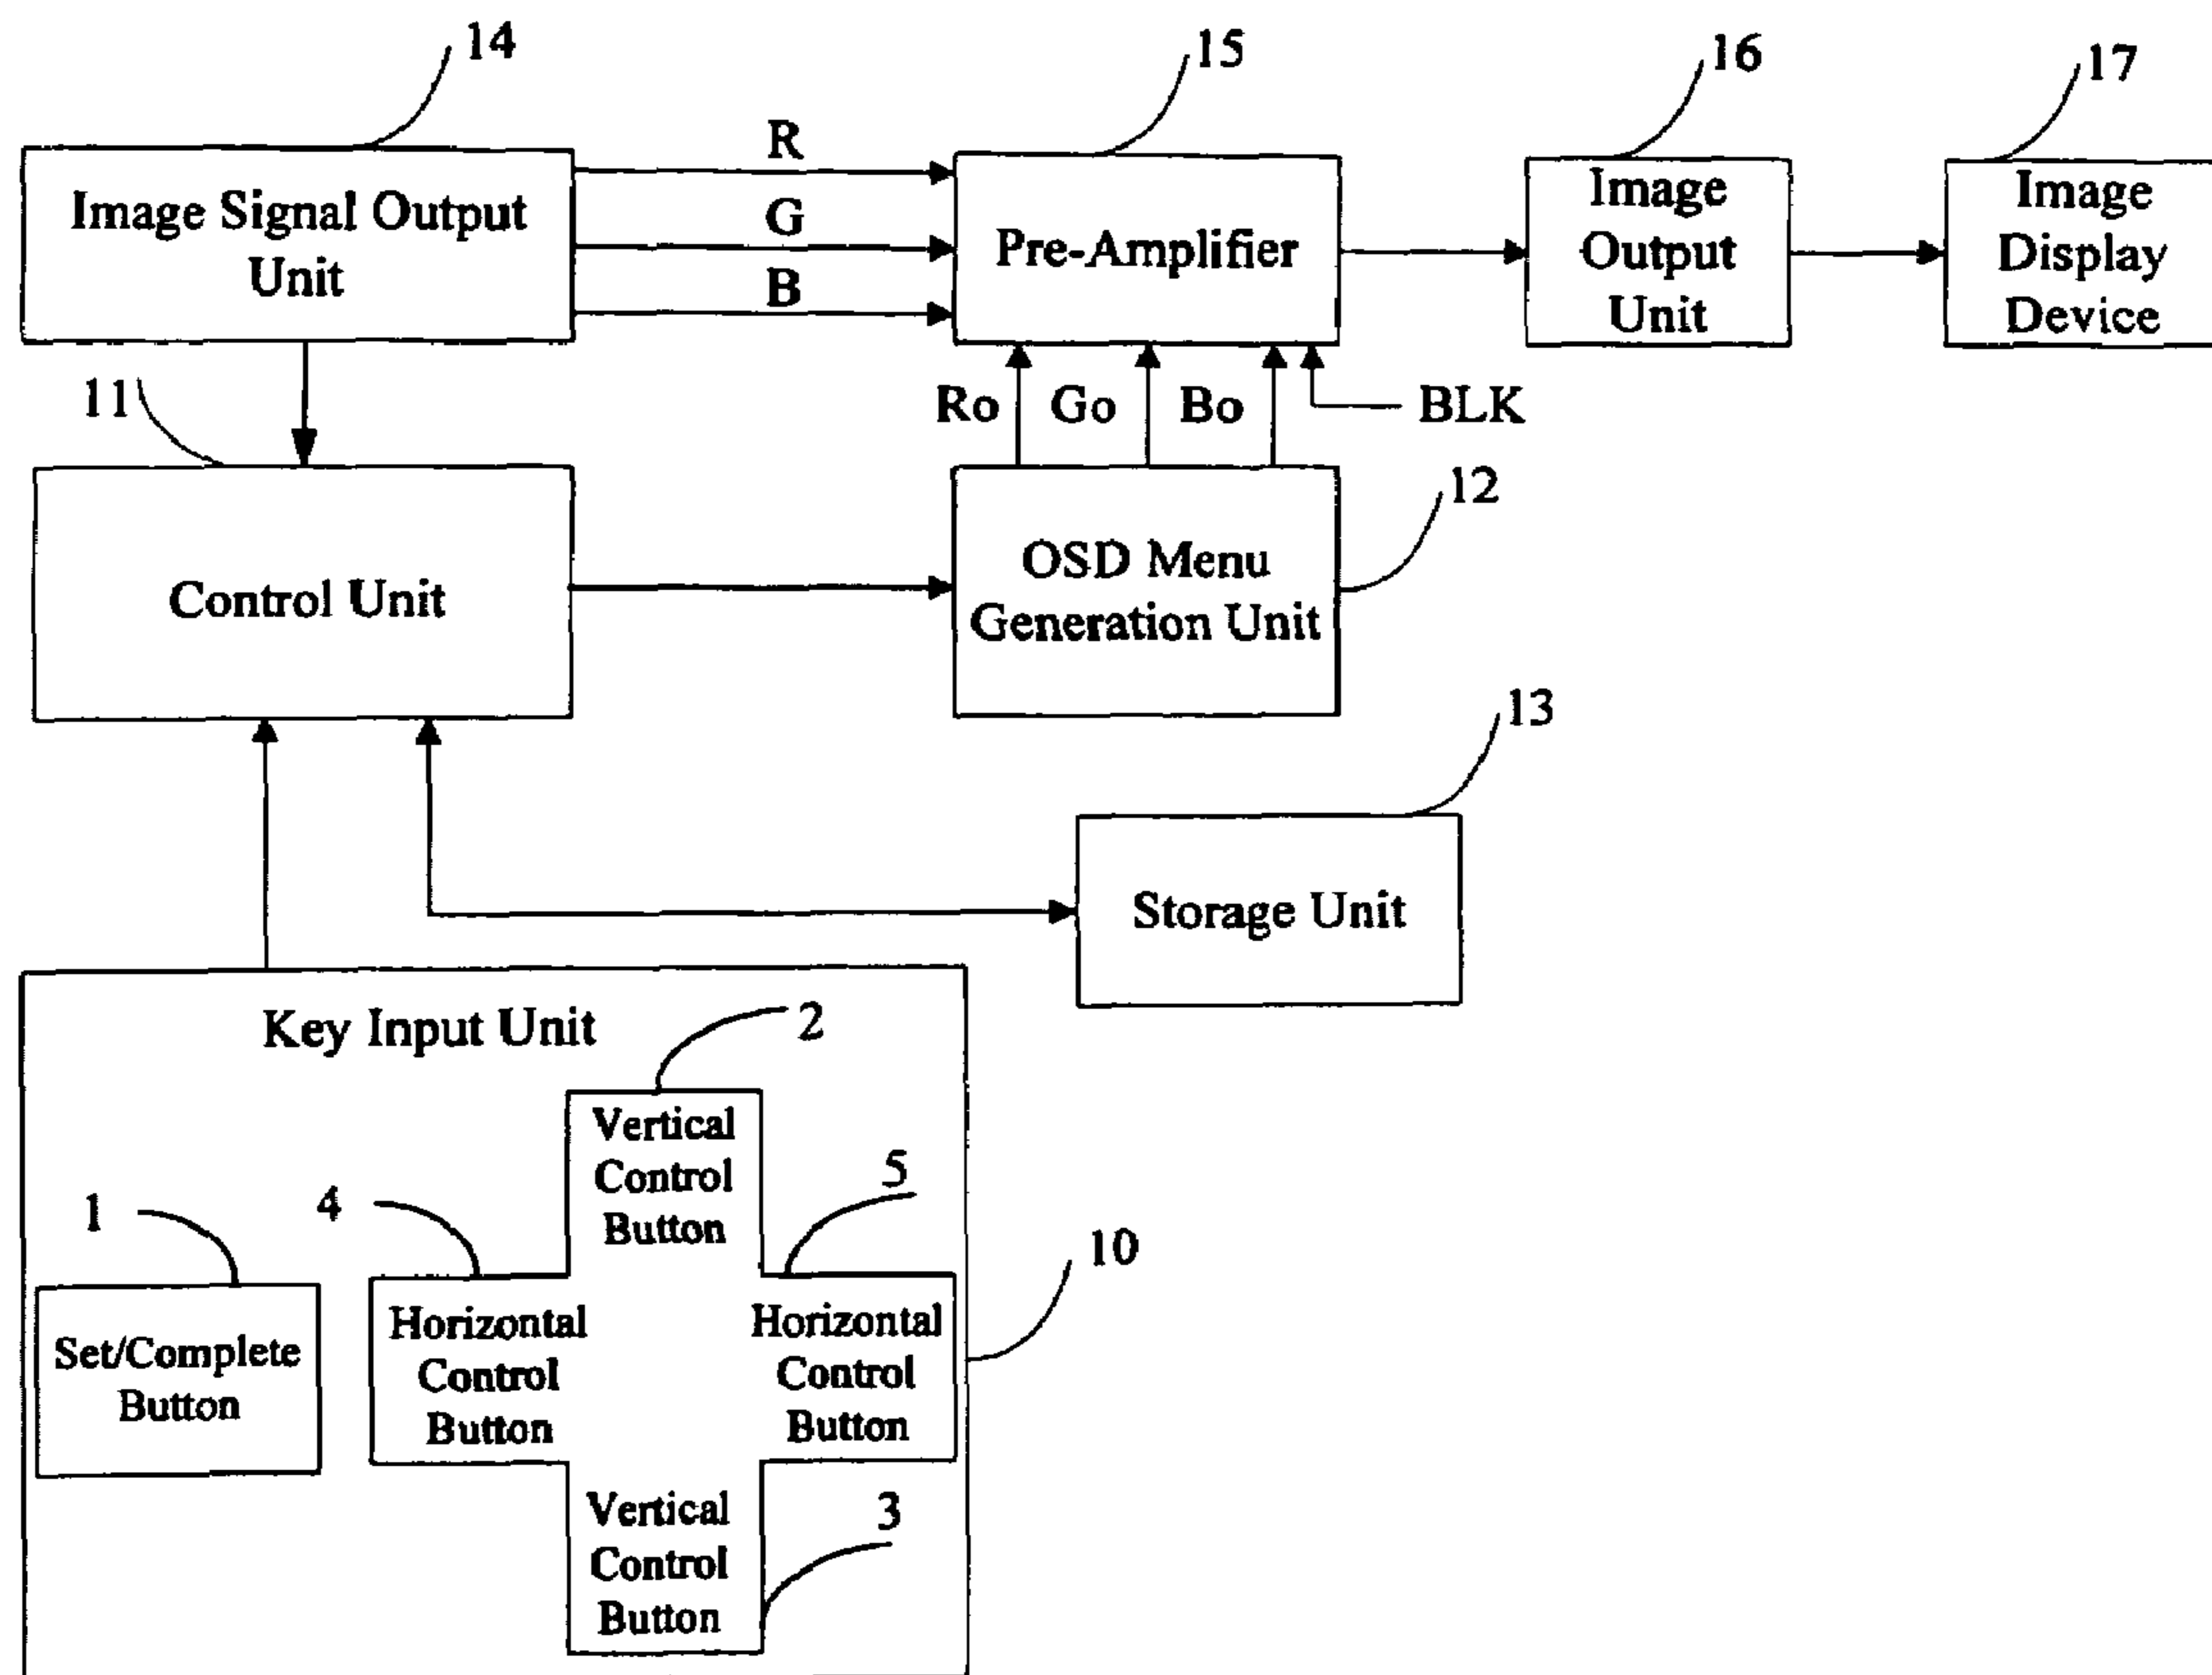 14
15
16
17
Image Signal Output
Unit
R
G
B
Pre-Amplifier
Image
Output
Unit
Image
Display
Device
11
Ro
Go
Bo
BLK
Control Unit
OSD Menu
Generation Unit
12
13
Storage Unit
Key Input Unit
2
Vertical
Control
Button
1
4
5
10
Set/Complete
Button
Horizontal
Control
Button
Horizontal
Control
Button
Vertical
Control
Button
3